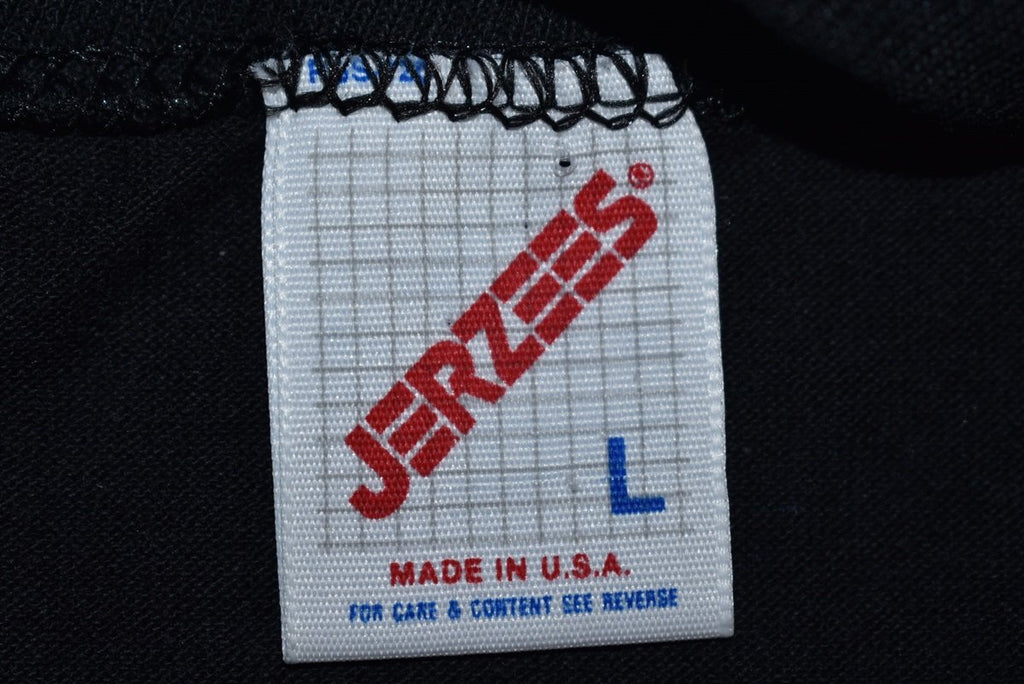 JERZEES®
L
MADE IN U.S.A.
FOR CARE & CONTENT SEE REVERSE